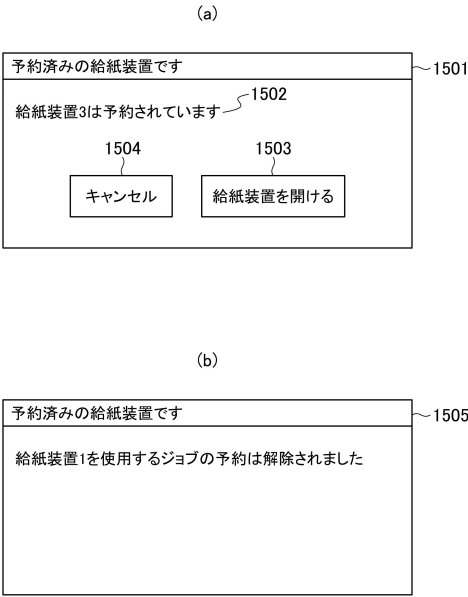 (a)
予約済みの給紙装置です
1501
給紙装置3は予約されています
1502
1504
1503
キャンセル
給紙装置を開ける
(b)
予約済みの給紙装置です
1505
給紙装置1を使用するジョブの予約は解除されました